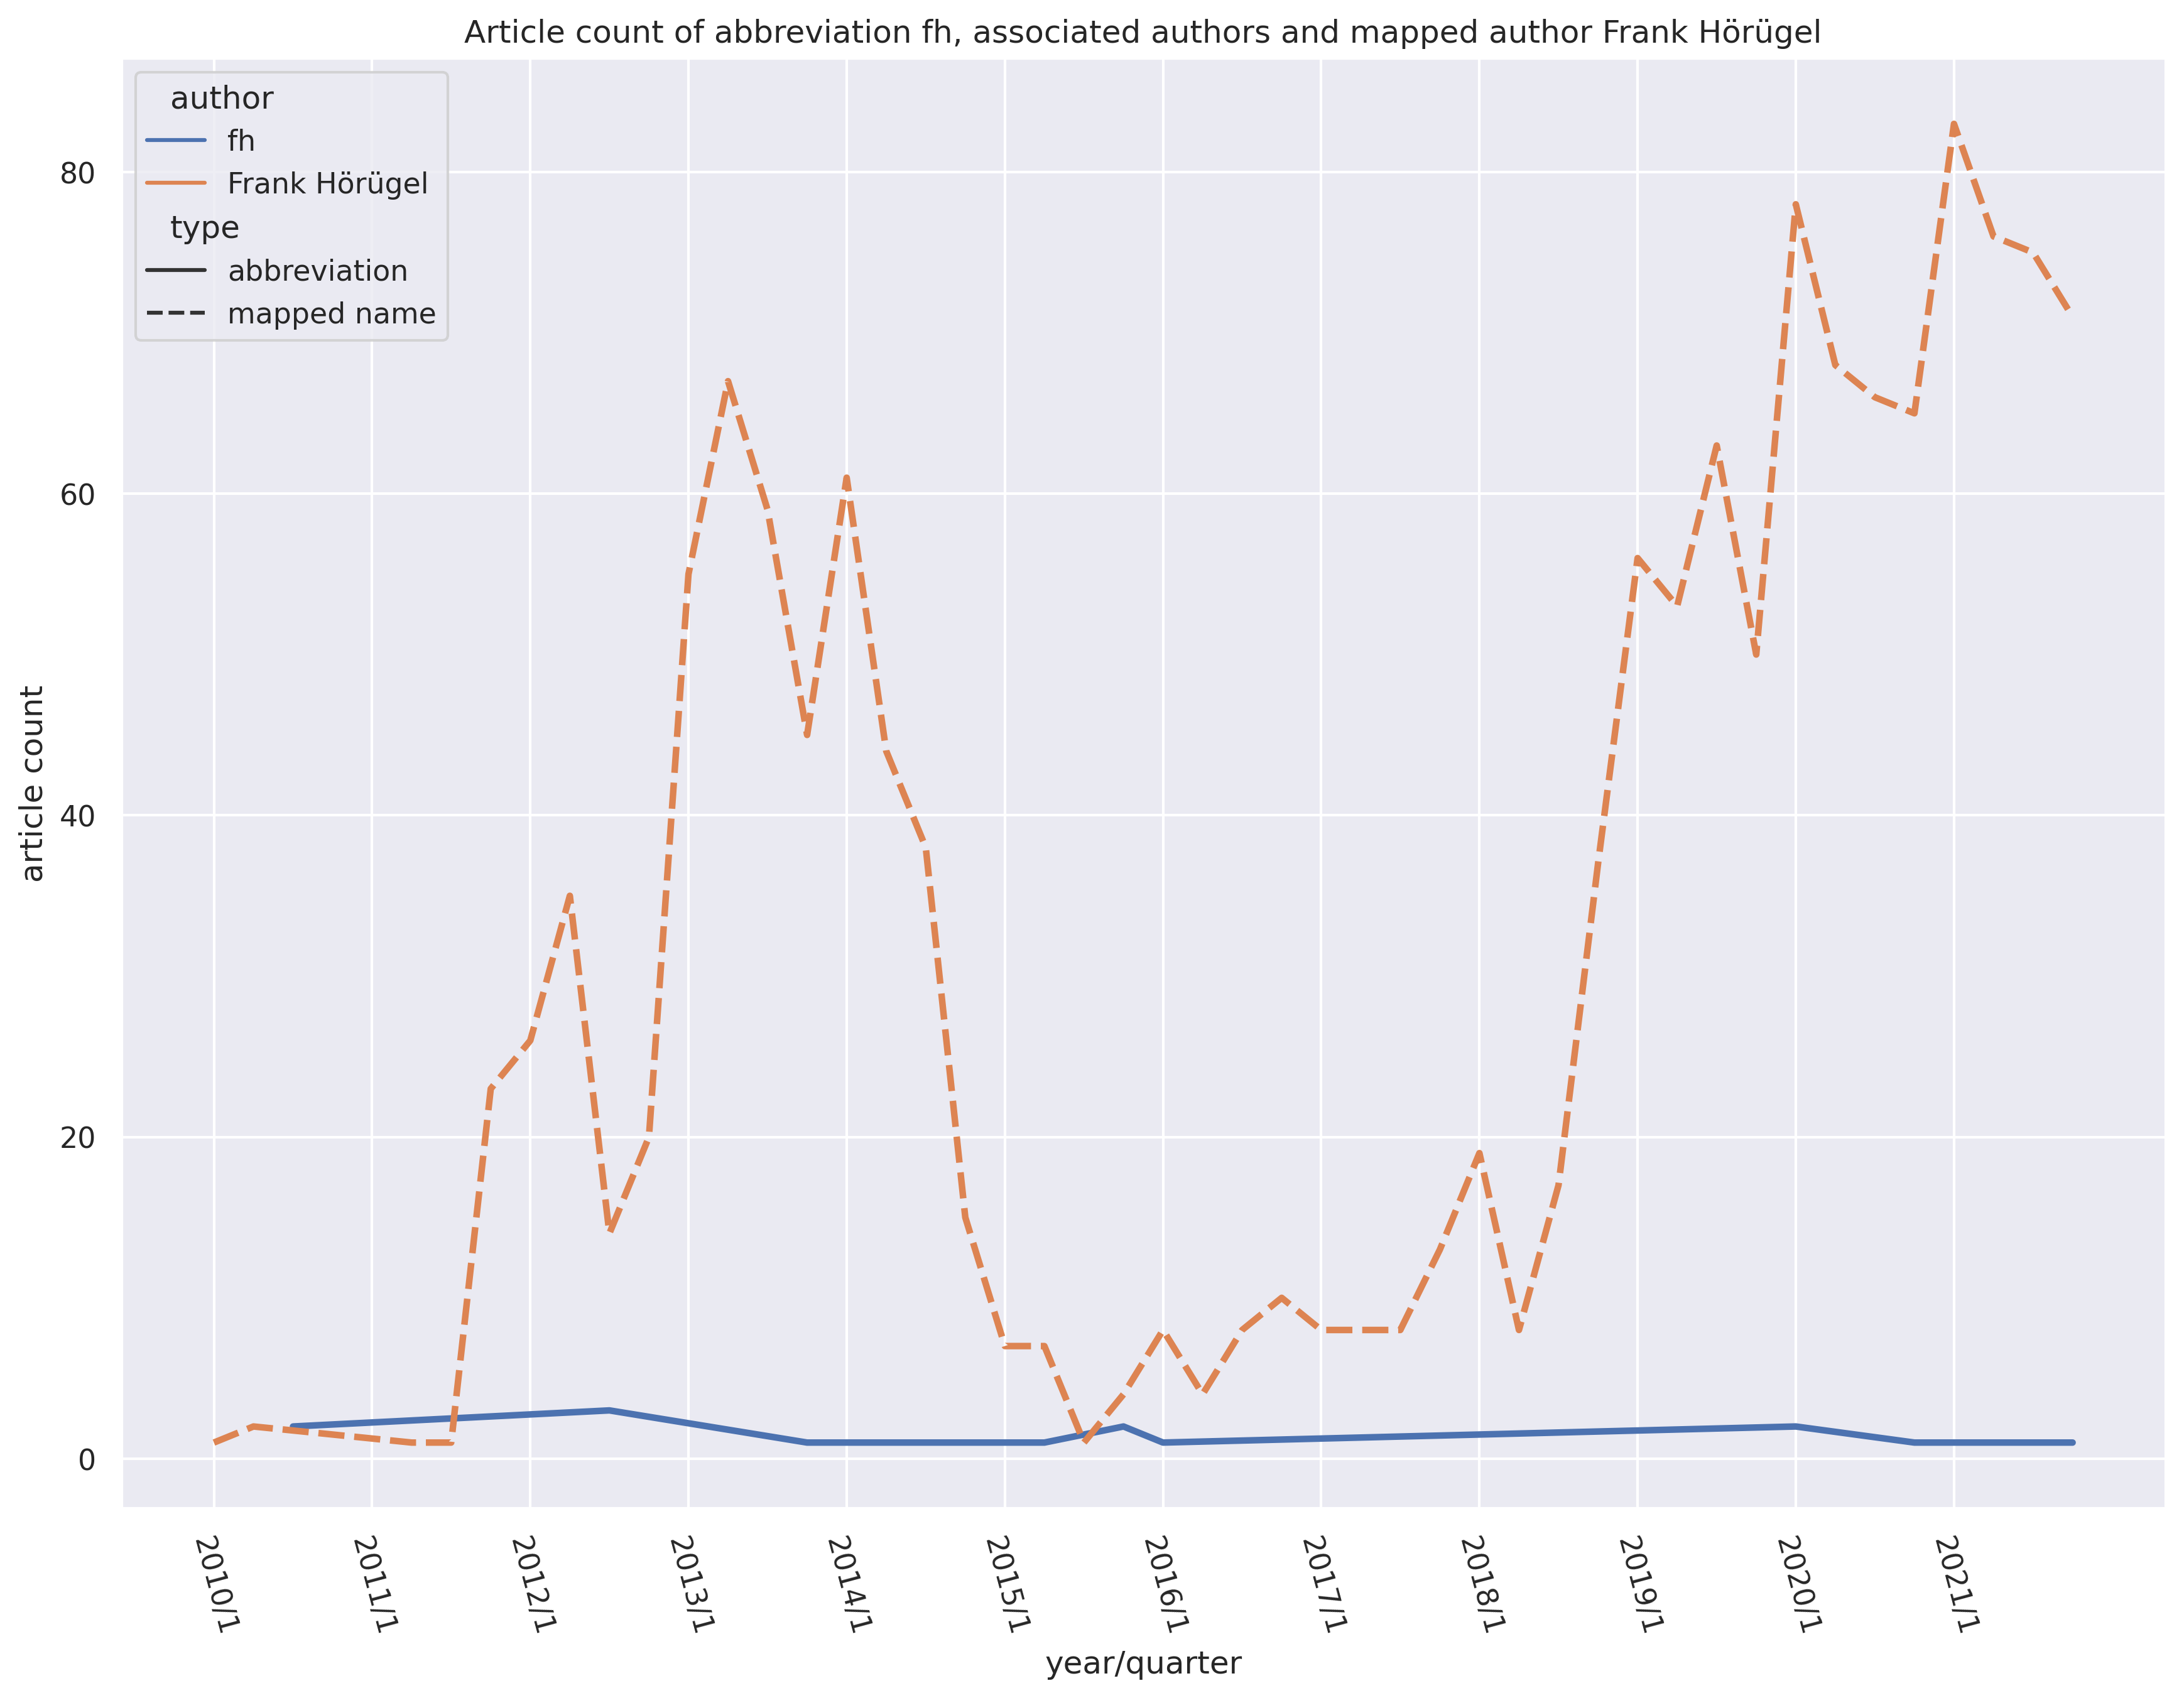 Article count of abbreviation fh, associated authors and mapped author Frank Hörügel
author
fh
Frank Hörügel
type
abbreviation
mapped name
article count
80
60
40
20
0
2010/1
2011/1
2012/1
2013/1
2014/1
2015/1
2016/1
2017/1
2018/1
2019/1
2020/1
2021/1
year/quarter